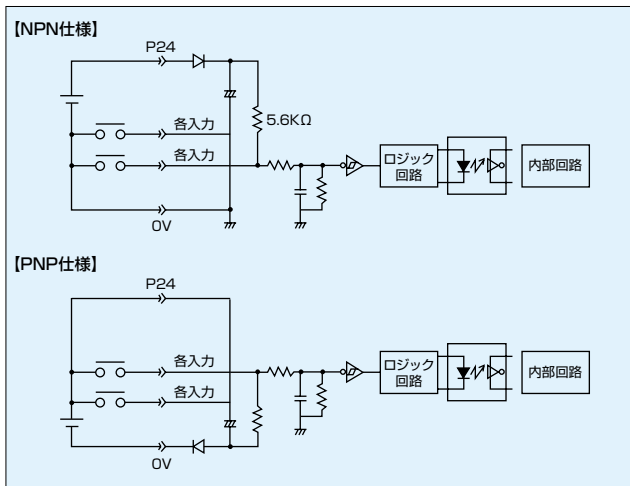 【NPN仕様】
P24
各入力
5.6KΩ
各入力
ロジック
回路
内部回路
0V
【PNP仕様】
P24
各入力
各入力
ロジック
回路
内部回路
0V